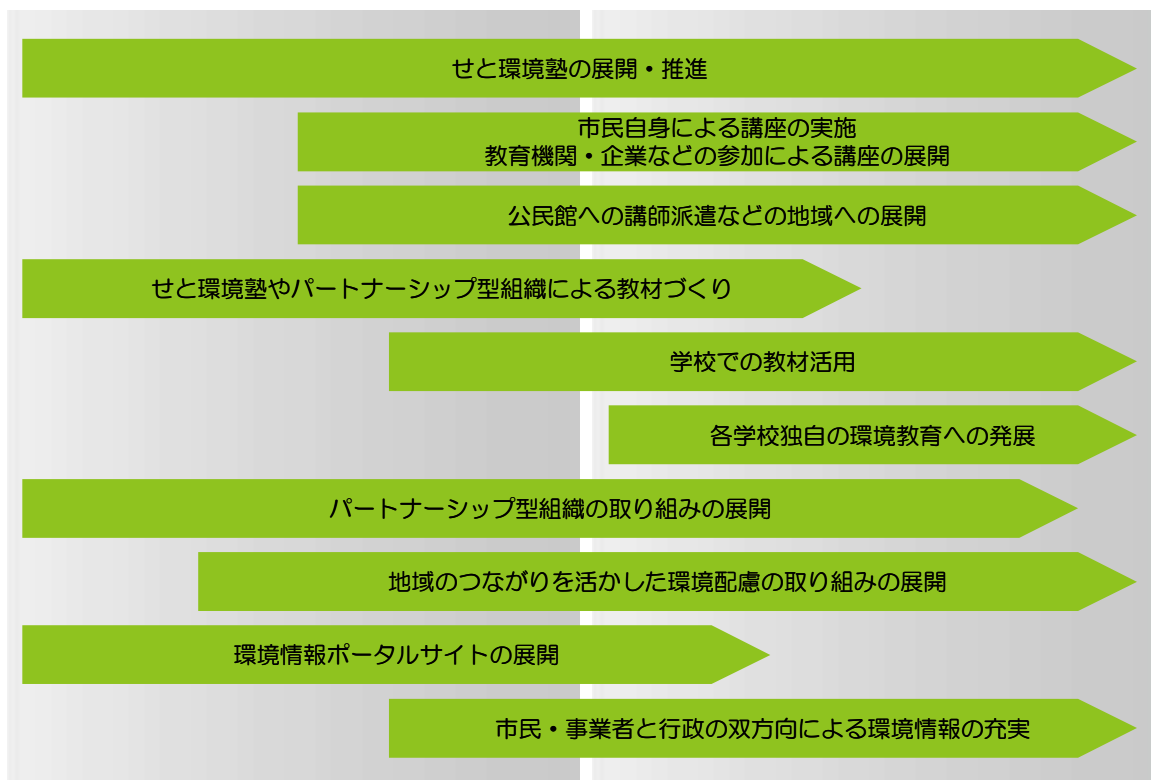 せと環境塾の展開・推進
市民自身による講座の実施
教育機関・企業などの参加による講座の展開
公民館への講師派遣などの地域への展開
せと環境塾やパートナーシップ型組織による教材づくり
学校での教材活用
各学校独自の環境教育への発展
パートナーシップ型組織の取り組みの展開
地域のつながりを活かした環境配慮の取り組みの展開
環境情報ポータルサイトの展開
市民・事業者と行政の双方向による環境情報の充実